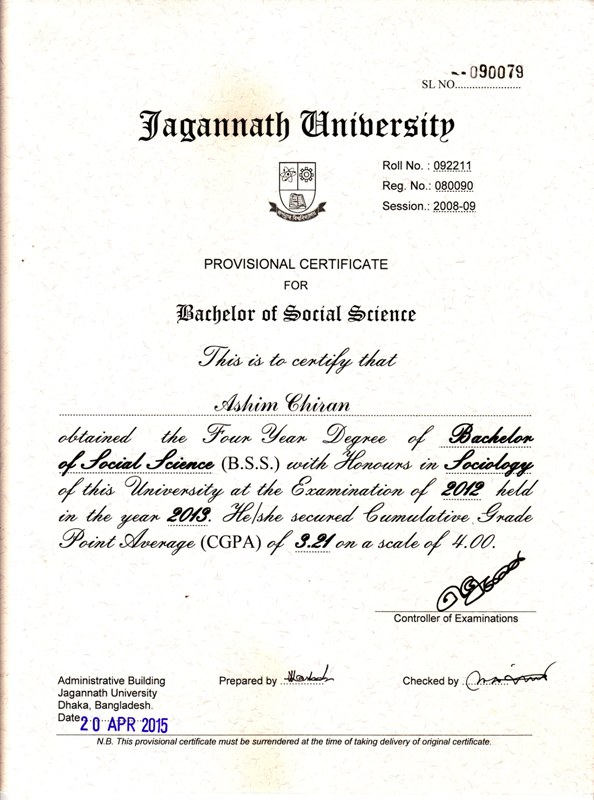 090079
SL NO.......................
Jagannath University
Roll No. : 092211
Reg. No.: 080090
Session.: 2008-09
PROVISIONAL CERTIFICATE
FOR
Bachelor of Social Science
This is to certify that
Ashim Chiran
obtained the Four Year Degree of Bachelor
of Social Science (B.S.S.) with Honours in Sociology
of this University at the Examination of 2012 held
in the year 2013. He/she secured Cumulative Grade
Point Average (CGPA) of 3.21 on a scale of 4.00.
Controller of Examinations
Administrative Building
Jagannath University
Dhaka, Bangladesh.
Date 20 APR 2015
Prepared by
Checked by
N.B. This provisional certificate must be surrendered at the time of taking delivery of original certificate.